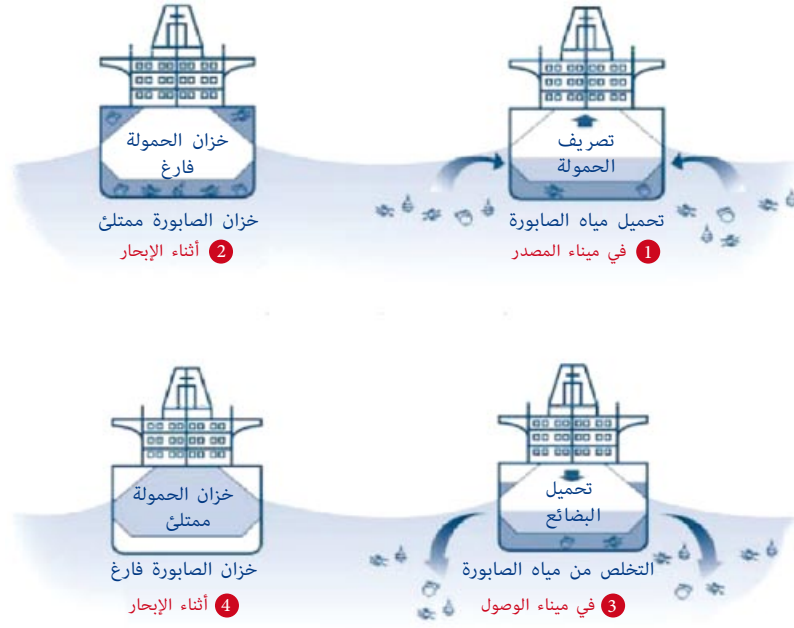 تصريف
الحمولة
تحميل مياه الصابورة
1 في ميناء المصدر
خزان الحمولة
فارغ
خزان الصابورة ممتلئ
2 أثناء الإبحار
تحميل
البضائع
التخلص من مياه الصابورة
3 في ميناء الوصول
خزان الحمولة
ممتلئ
خزان الصابورة فارغ
4 أثناء الإبحار